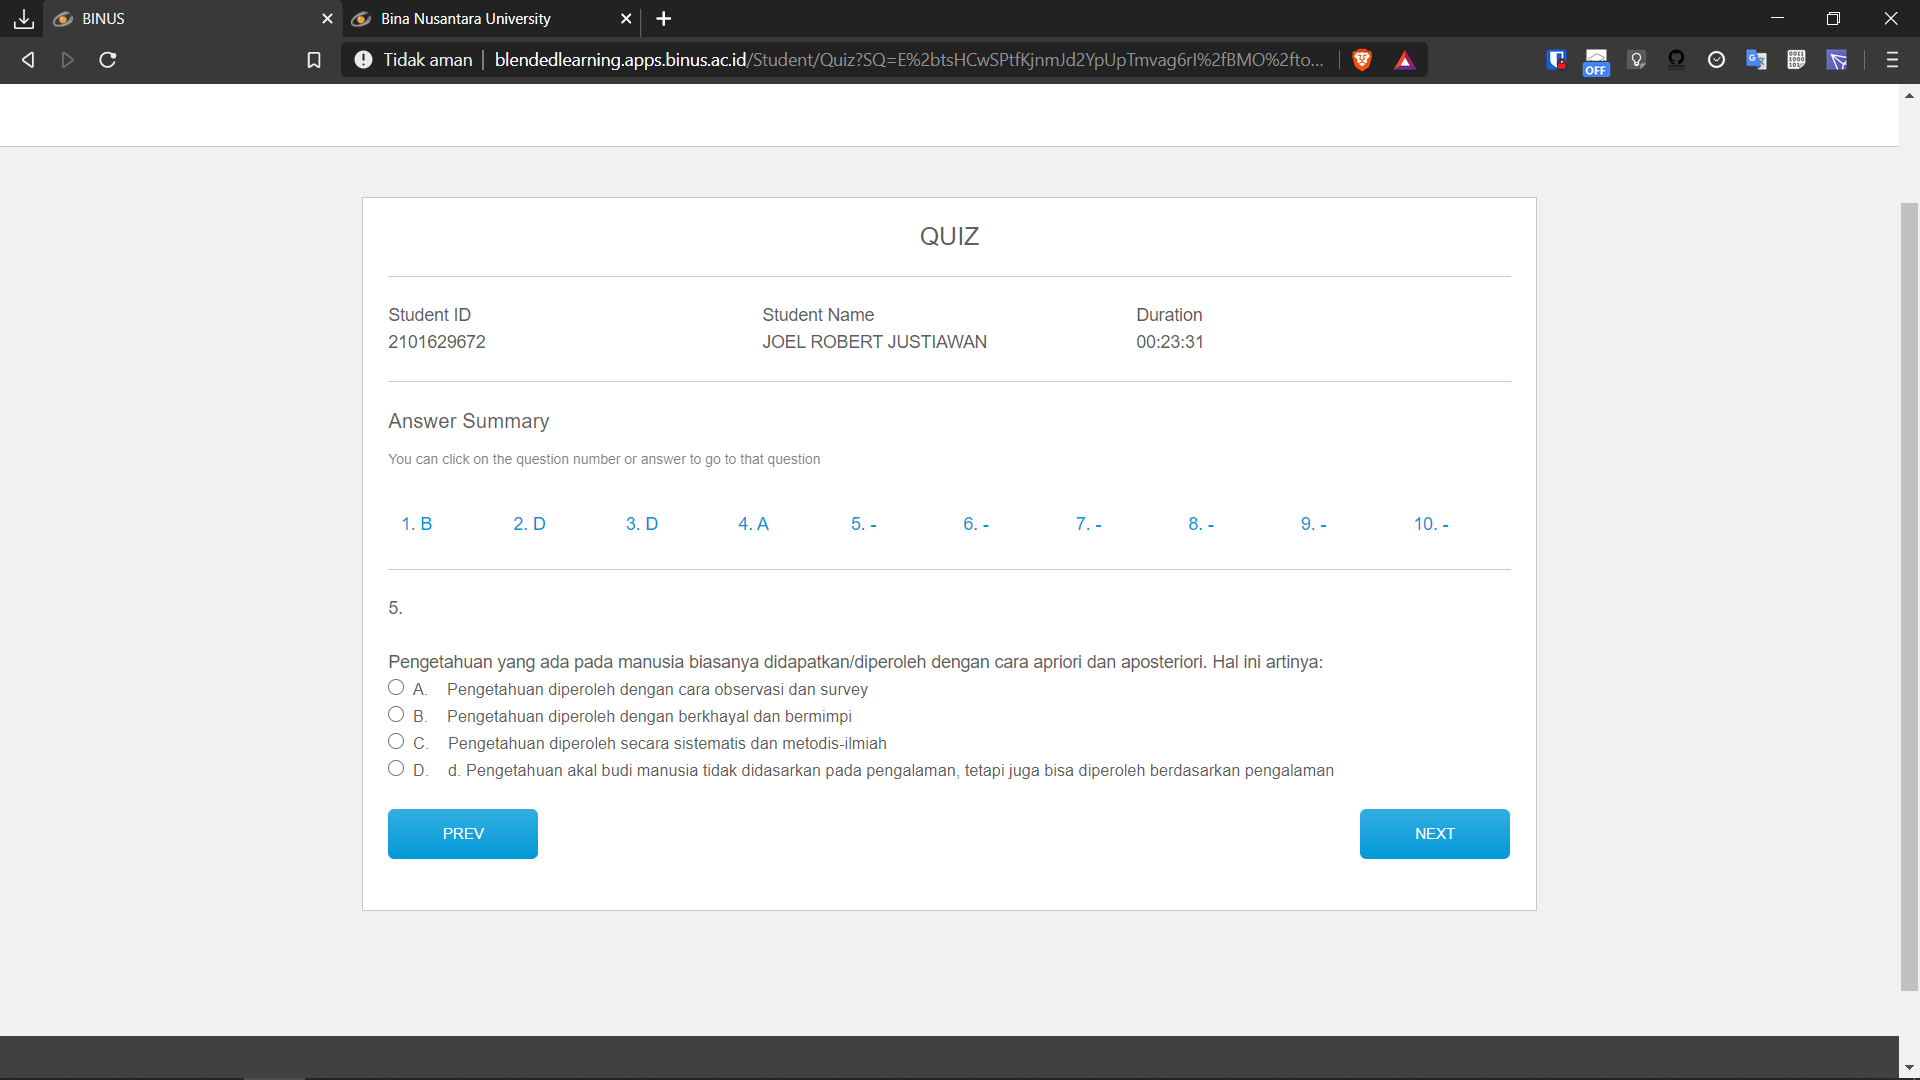 BINUS
Bina Nusantara University
Tidak aman
blendedlearning.apps.binus.ac.id/Student/Quiz?SQ=E%2btsHCwSPtfKjnmJd2YpUpTmvag6rI%2fBMO%2fto...
OFF
QUIZ
Student ID
Student Name
Duration
2101629672
JOEL ROBERT JUSTIAWAN
00:23:31
Answer Summary
You can click on the question number or answer to go to that question
1. B
2. D
3. D
4. A
5. -
6. -
7. -
8. -
9. -
10. -
5.
Pengetahuan yang ada pada manusia biasanya didapatkan/diperoleh dengan cara apriori dan aposteriori. Hal ini artinya:
A. Pengetahuan diperoleh dengan cara observasi dan survey
B. Pengetahuan diperoleh dengan berkhayal dan bermimpi
C. Pengetahuan diperoleh secara sistematis dan metodis-ilmiah
D. d. Pengetahuan akal budi manusia tidak didasarkan pada pengalaman, tetapi juga bisa diperoleh berdasarkan pengalaman
PREV
NEXT